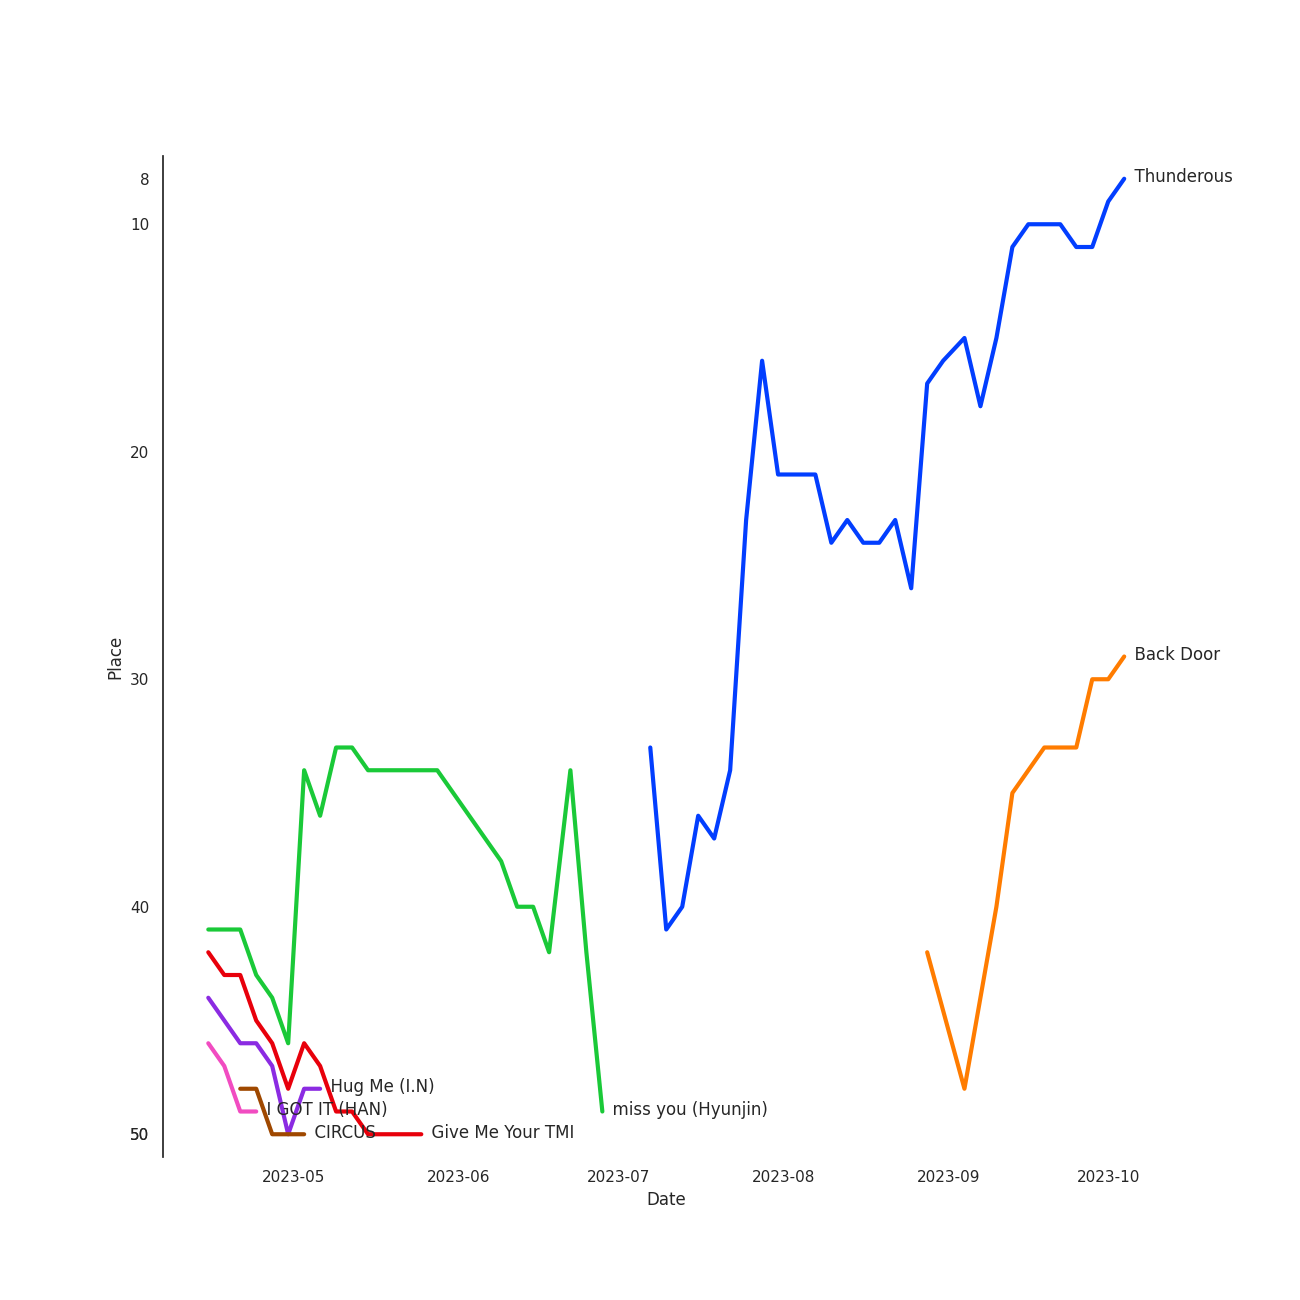 8
10
20
30
40
50
Place
Thunderous
Back Door
Hug Me (I.N)
I GOT IT (HAN)
miss you (Hyunjin)
CIRCUS
Give Me Your TMI
2023-05
2023-06
2023-07
2023-08
2023-09
2023-10
Date